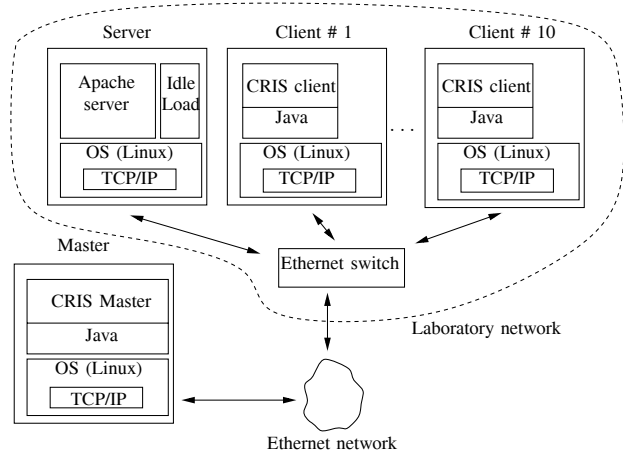 Server
Client # 1
Client # 10
Apache
server
Idle
Load
OS (Linux)
TCP/IP
CRIS client
Java
OS (Linux)
TCP/IP
. . .
CRIS client
Java
OS (Linux)
TCP/IP
Ethernet switch
Master
CRIS Master
Java
OS (Linux)
TCP/IP
Laboratory network
Ethernet network